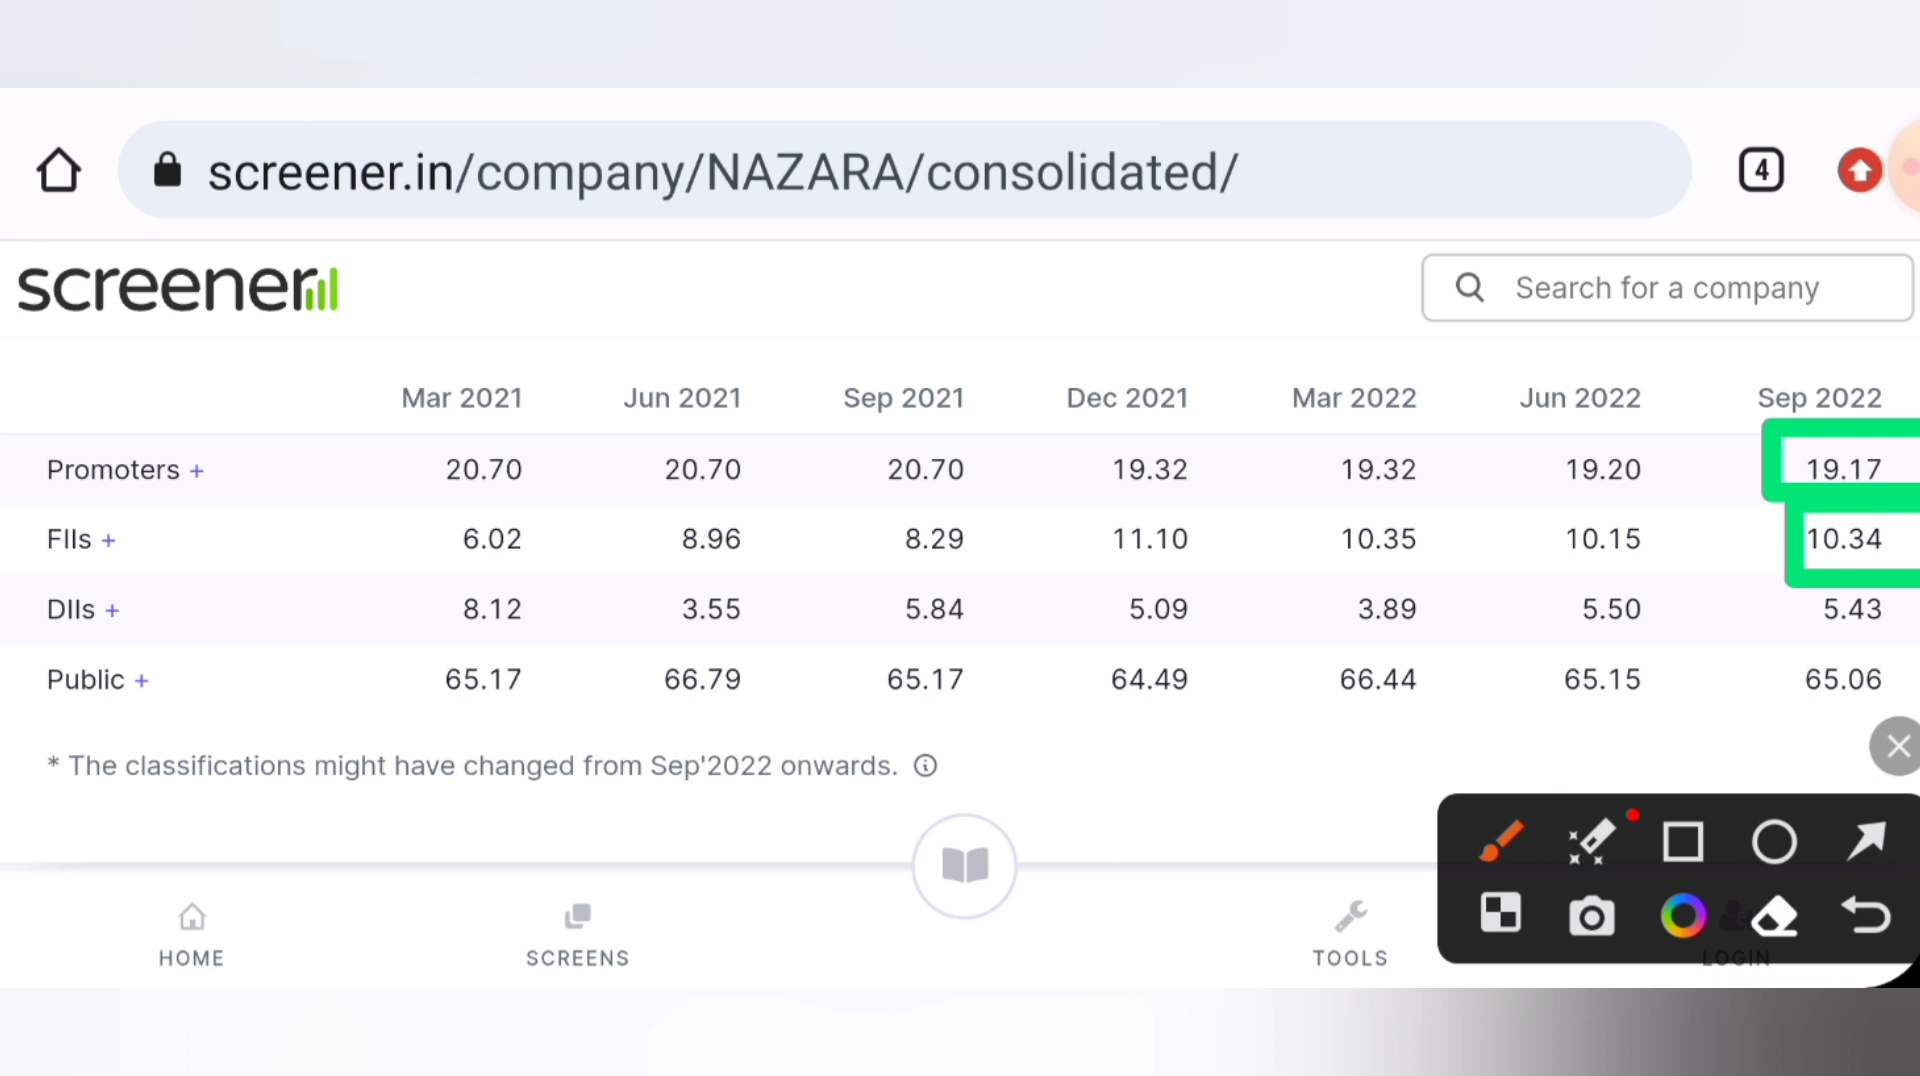 screener.in/company/NAZARA/consolidated/
4
screener
Search for a company
Mar 2021 Jun 2021 Sep 2021 Dec 2021 Mar 2022 Jun 2022 Sep 2022
Promoters + 20.70 20.70 20.70 19.32 19.32 19.20 19.17
FIIs + 6.02 8.96 8.29 11.10 10.35 10.15 10.34
DIIs + 8.12 3.55 5.84 5.09 3.89 5.50 5.43
Public + 65.17 66.79 65.17 64.49 66.44 65.15 65.06
* The classifications might have changed from Sep'2022 onwards.
HOME SCREENS TOOLS LOGIN